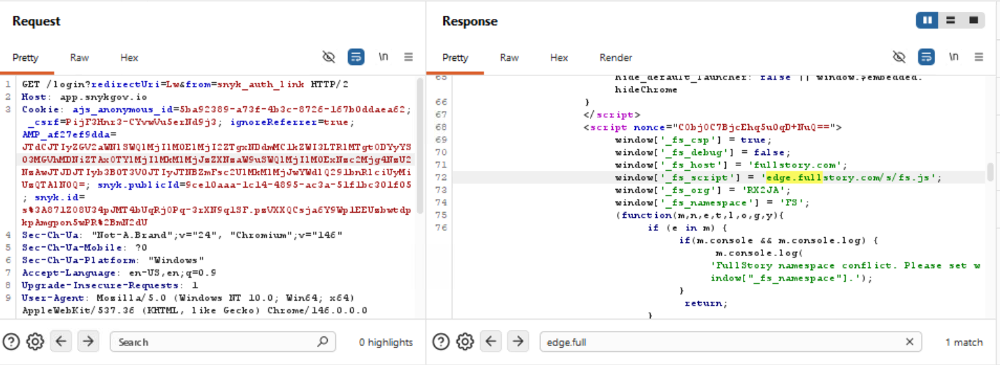 Request
Pretty Raw Hex
\n
1 GET /login?redirectUri=Lw&from=snyk_auth_link HTTP/2
2 Host: app.snykgov.io
3 Cookie: ajs_anonymous_id=5ba92389-a73f-4b3c-8726-167b0ddaea62;
_csrf=PijF3Hnr3-CYvwVu5erNd9j3; ignoreReferrer=true;
AMP_af27ef9dda=
; snyk.publicId=9ce10aaa-1c14-4895-ac3a-51f1bc301f05
; snyk.id=
4 Sec-Ch-Ua: "Not-A.Brand";v="24", "Chromium";v="146"
5 Sec-Ch-Ua-Mobile: ?0
6 Sec-Ch-Ua-Platform: "Windows"
7 Accept-Language: en-US,en;q=0.9
8 Upgrade-Insecure-Requests: 1
9 User-Agent: Mozilla/5.0 (Windows NT 10.0; Win64; x64)
AppleWebKit/537.36 (KHTML, like Gecko) Chrome/146.0.0.0
Search
0 highlights
Response
Pretty Raw Hex Render
\n
65 hide_default_launcher: false || window.?embedded.
hideChrome
66 }
67 </script>
68 <script nonce="C0bj0C7BjcEhq5u0qD+NuQ==">
69 window['_fs_csp'] = true;
70 window['_fs_debug'] = false;
71 window['_fs_host'] = 'fullstory.com';
72 window['_fs_script'] = 'edge.fullstory.com/s/fs.js';
73 window['_fs_org'] = 'RX2JA';
74 window['_fs_namespace'] = 'FS';
75 (function(m,n,e,t,l,o,g,y){
76 if (e in m) {
if(m.console && m.console.log) {
m.console.log(
'FullStory namespace conflict. Please set w
indow["_fs_namespace"].');
}
return;
}
edge.full
1 match